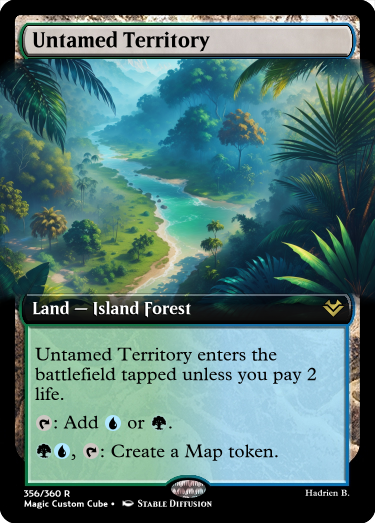 Untamed Territory
Land — Island Forest
Untamed Territory enters the
battlefield tapped unless you pay 2
life.
: Add or .
, : Create a Map token.
356/360 R
Magic Custom Cube • Stable Diffusion
Hadrien B.